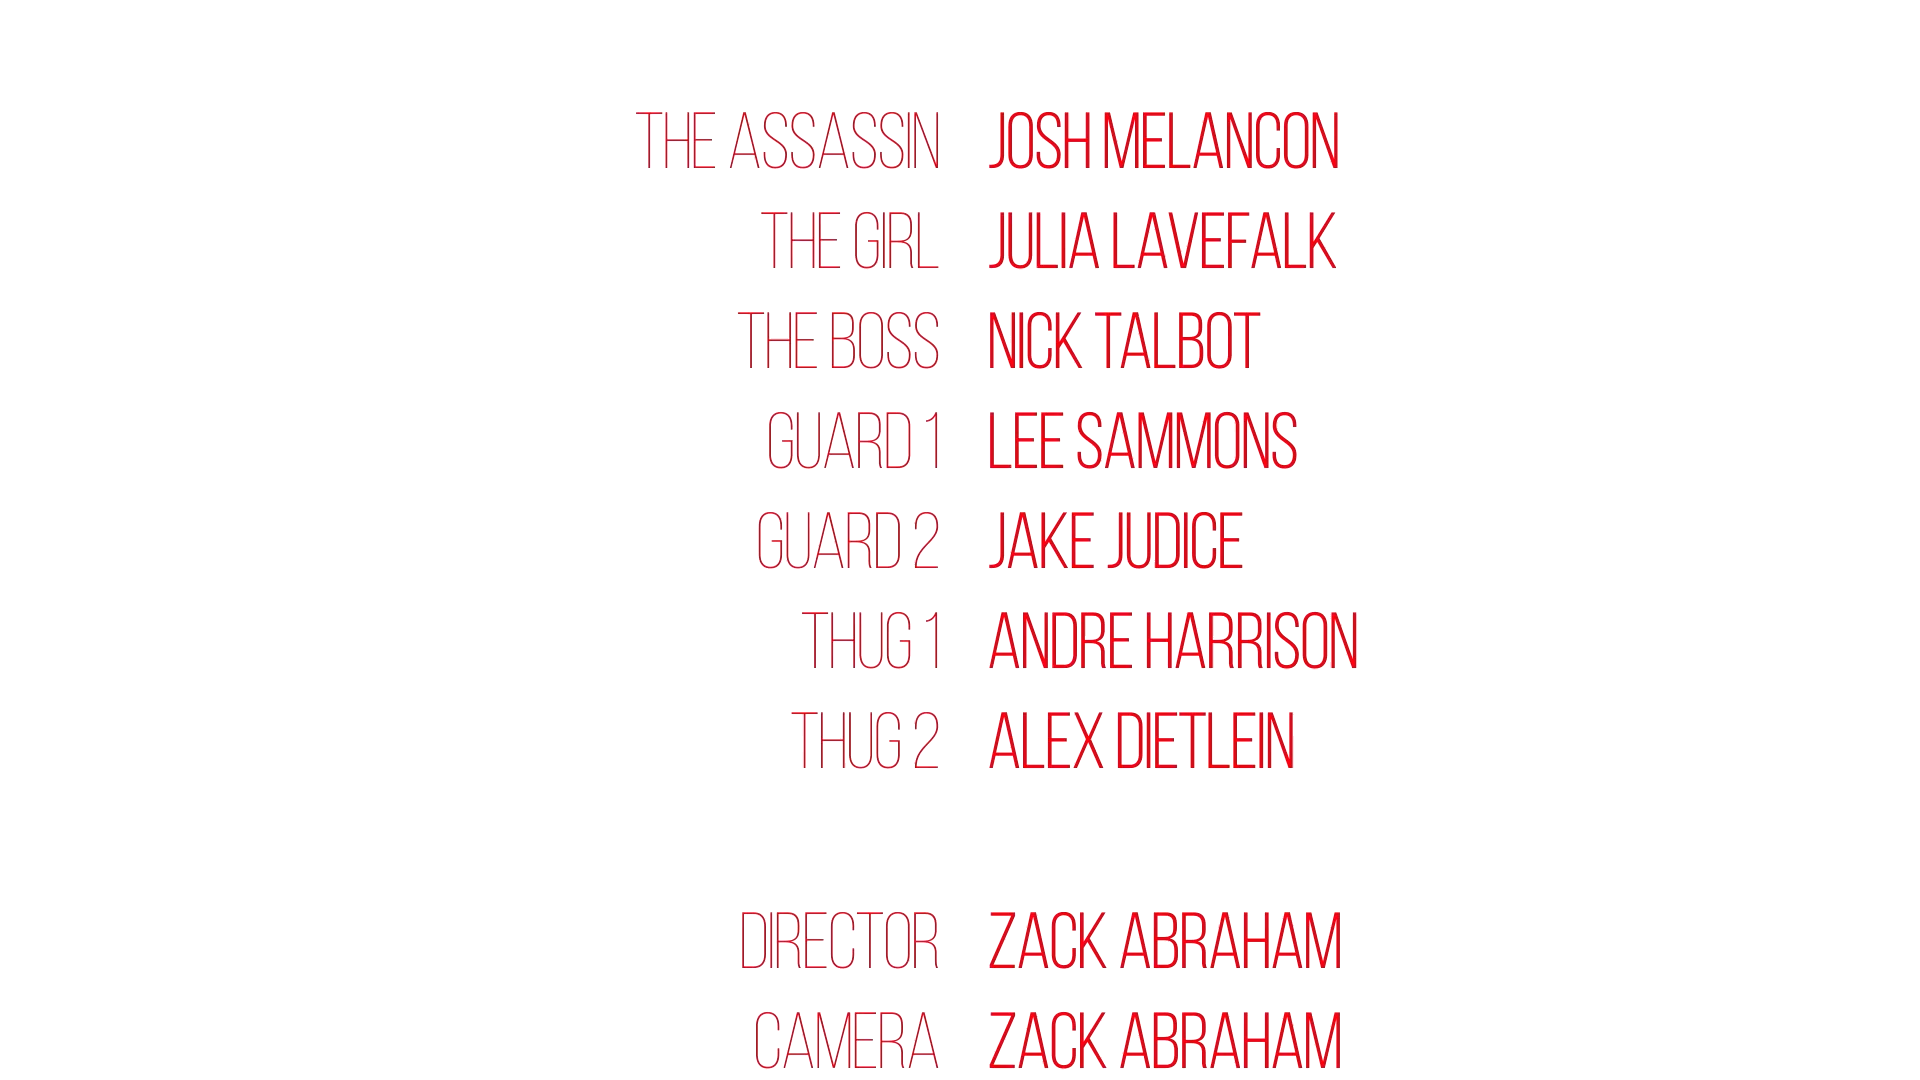 THE ASSASSIN JOSH MELANCON
THE GIRL JULIA LAVEFALK
THE BOSS NICK TALBOT
GUARD 1 LEE SAMMONS
GUARD 2 JAKE JUDICE
THUG 1 ANDRE HARRISON
THUG 2 ALEX DIETLEIN
DIRECTOR ZACK ABRAHAM
CAMERA ZACK ABRAHAM